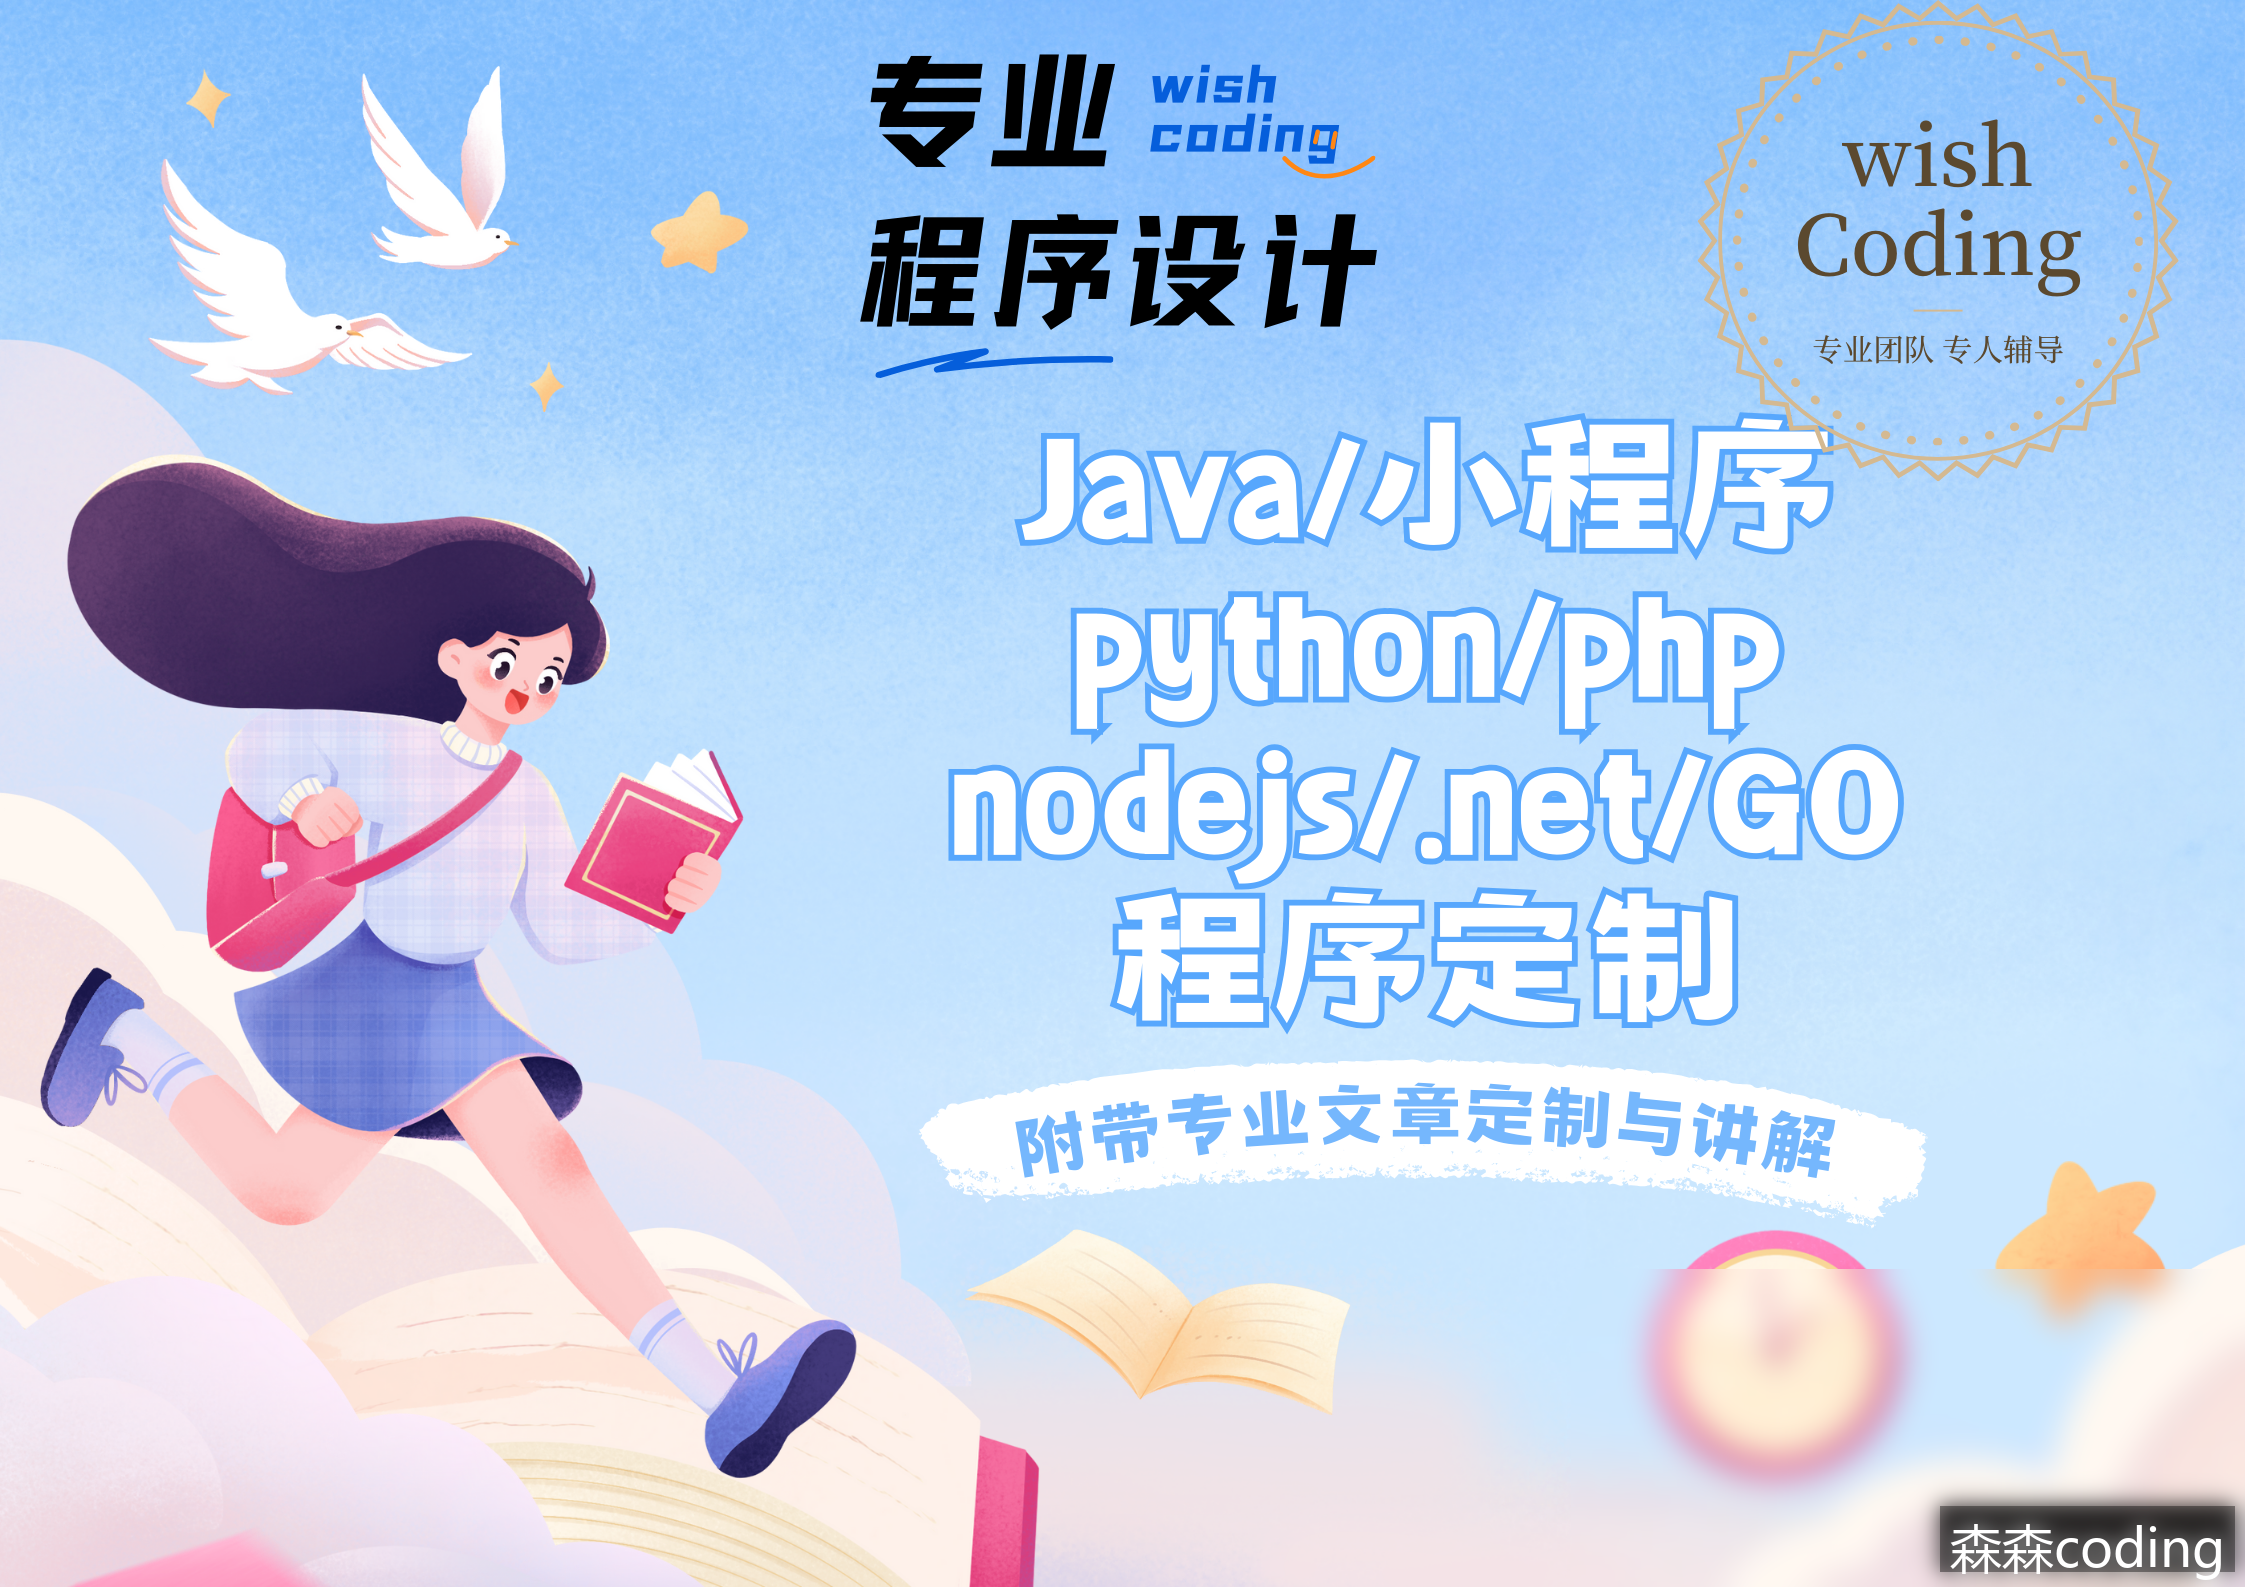 专业
wish
coding
程序设计
wish
Coding
专业团队 专人辅导
Java/小程序
python/php
nodejs/.net/GO
程序定制
附带专业文章定制与讲解
森森coding